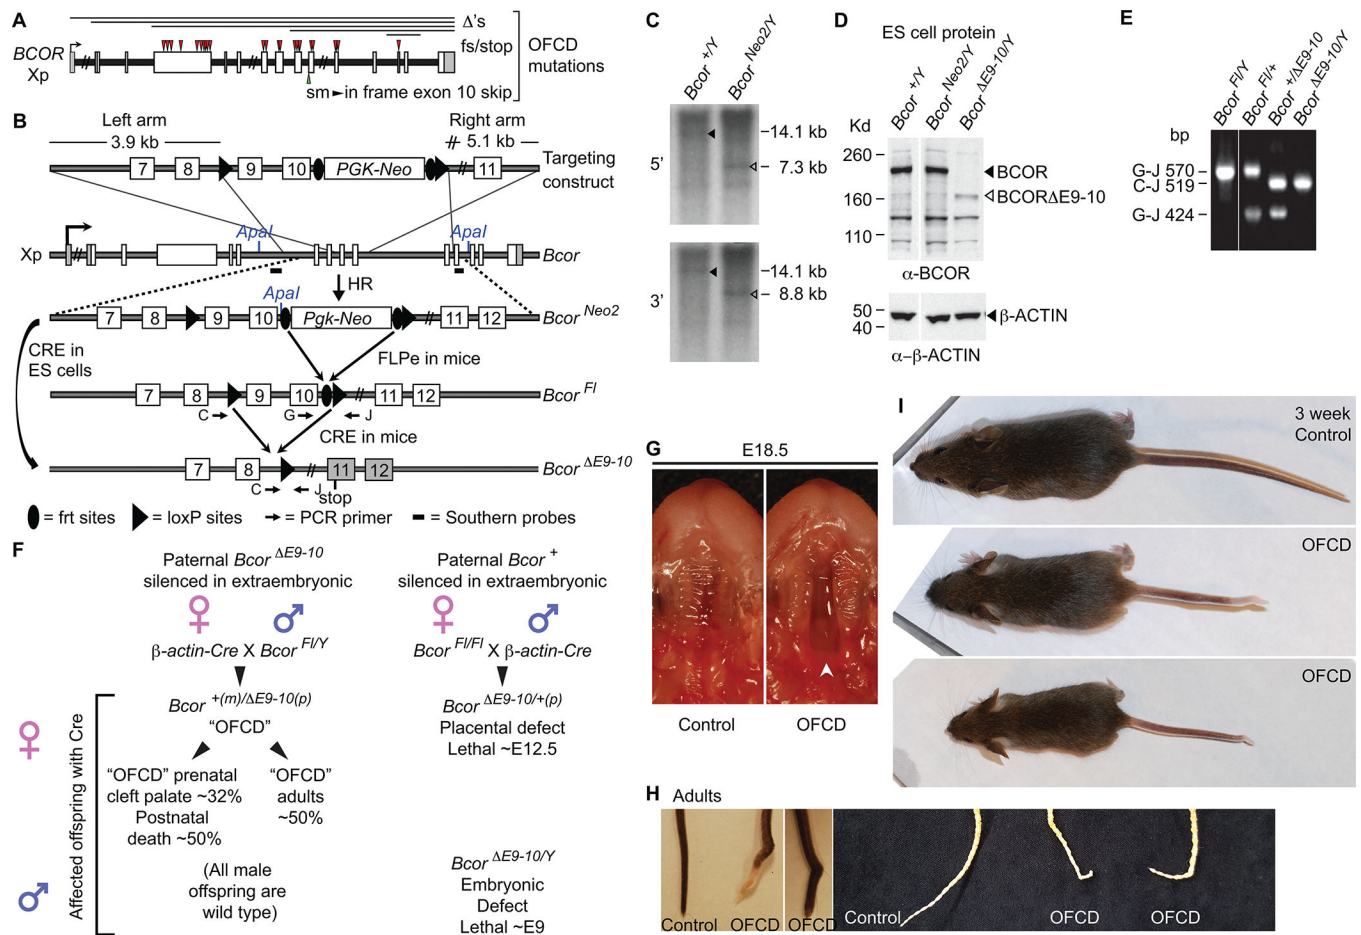 A
Δ's
BCOR
Xp
fs/stop
OFCD
mutations
sm ►in frame exon 10 skip
B
Left arm
3.9 kb
Right arm
5.1 kb
7 8 9 10 PGK-Neo 11
Targeting
construct
ApaI ApaI
Xp
Bcor
HR
ApaI
7 8 9 10 Pgk-Neo 11 12
Bcor Neo2
CRE in
ES cells
FLPe in mice
7 8 9 10 11 12
Bcor Fl
C G J
CRE in mice
7 8 11 12
Bcor ΔE9-10
C J
stop
= frt sites = loxP sites = PCR primer = Southern probes
C
Bcor +/Y
Bcor Neo2/Y
5'
14.1 kb
7.3 kb
3'
14.1 kb
8.8 kb
D
ES cell protein
Bcor +/Y
Bcor Neo2/Y
Bcor ΔE9-10/Y
Kd
260
160
110
BCOR
BCORΔE9-10
α-BCOR
50
40
β-ACTIN
α-β-ACTIN
E
Bcor Fl/Y
Bcor Fl/+
Bcor +/ΔE9-10
Bcor ΔE9-10/Y
bp
G-J 570
C-J 519
G-J 424
F
Paternal Bcor ΔE9-10
silenced in extraembryonic
♀ ♂
β-actin-Cre X Bcor Fl/Y
Bcor +(m)/ΔE9-10(p)
“OFCD”
“OFCD” prenatal
cleft palate ~32%
Postnatal
death ~50%
“OFCD”
adults
~50%
(All male
offspring are
wild type)
Paternal Bcor +
silenced in extraembryonic
♀ ♂
Bcor Fl/Fl X β-actin-Cre
Bcor ΔE9-10/+(p)
Placental defect
Lethal ~E12.5
Bcor ΔE9-10/Y
Embryonic
Defect
Lethal ~E9
♀
♂
Affected offspring with Cre
G
E18.5
Control
OFCD
H
Adults
Control
OFCD
OFCD
Control
OFCD
OFCD
I
3 week
Control
OFCD
OFCD